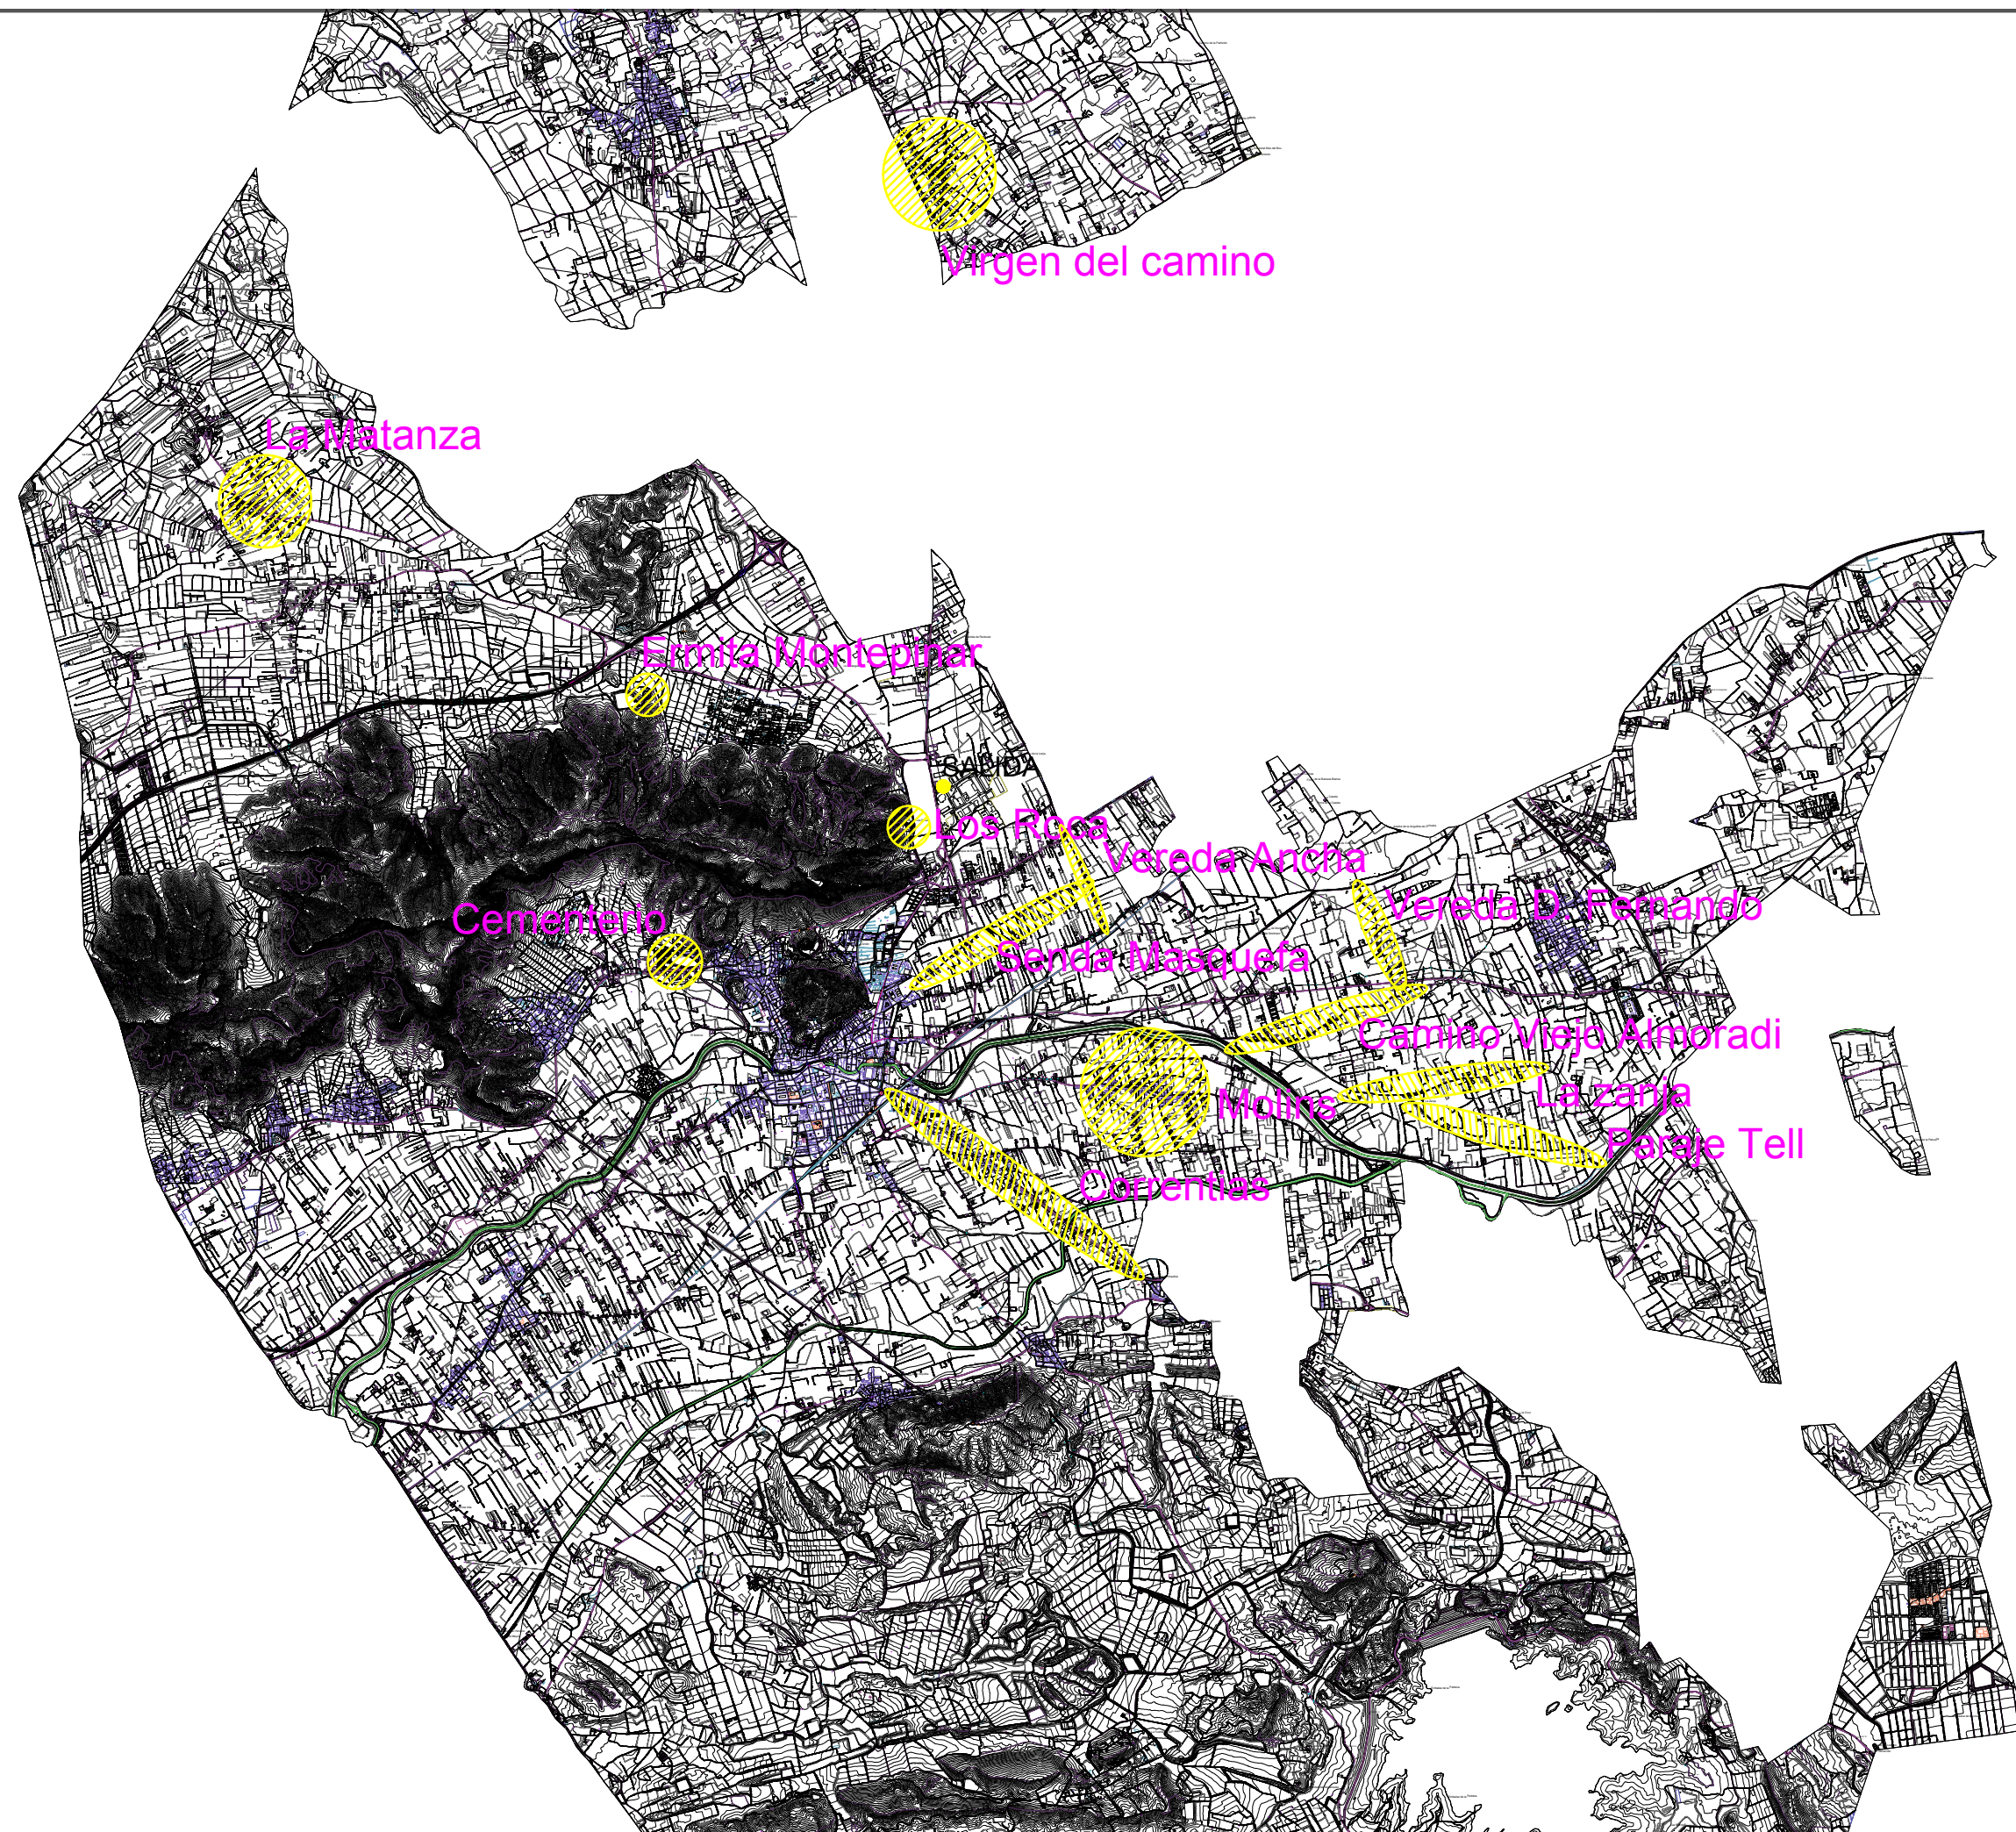 Virgen del camino
La Matanza
Ermita Montepinar
SALIDA
Los Roca
Vereda Ancha
Cementerio
Vereda D. Fernando
Senda Masquefa
Camino Viejo Almoradi
La zanja
Molins
Paraje Tell
Correntias